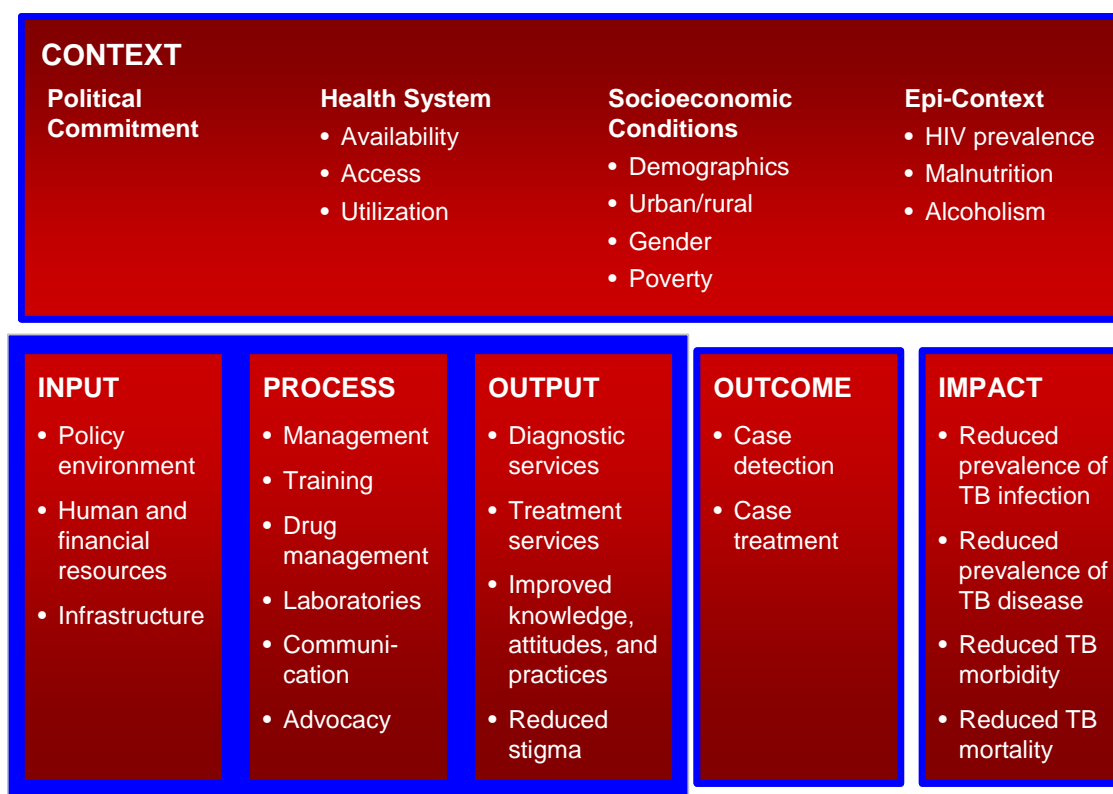 CONTEXT
Political
Commitment
Health System
• Availability
• Access
• Utilization
Socioeconomic
Conditions
• Demographics
• Urban/rural
• Gender
• Poverty
Epi-Context
• HIV prevalence
• Malnutrition
• Alcoholism
INPUT
• Policy
environment
• Human and
financial
resources
• Infrastructure
PROCESS
• Management
• Training
• Drug
management
• Laboratories
• Communi-
cation
• Advocacy
OUTPUT
• Diagnostic
services
• Treatment
services
• Improved
knowledge,
attitudes, and
practices
• Reduced
stigma
OUTCOME
• Case
detection
• Case
treatment
IMPACT
• Reduced
prevalence of
TB infection
• Reduced
prevalence of
TB disease
• Reduced TB
morbidity
• Reduced TB
mortality